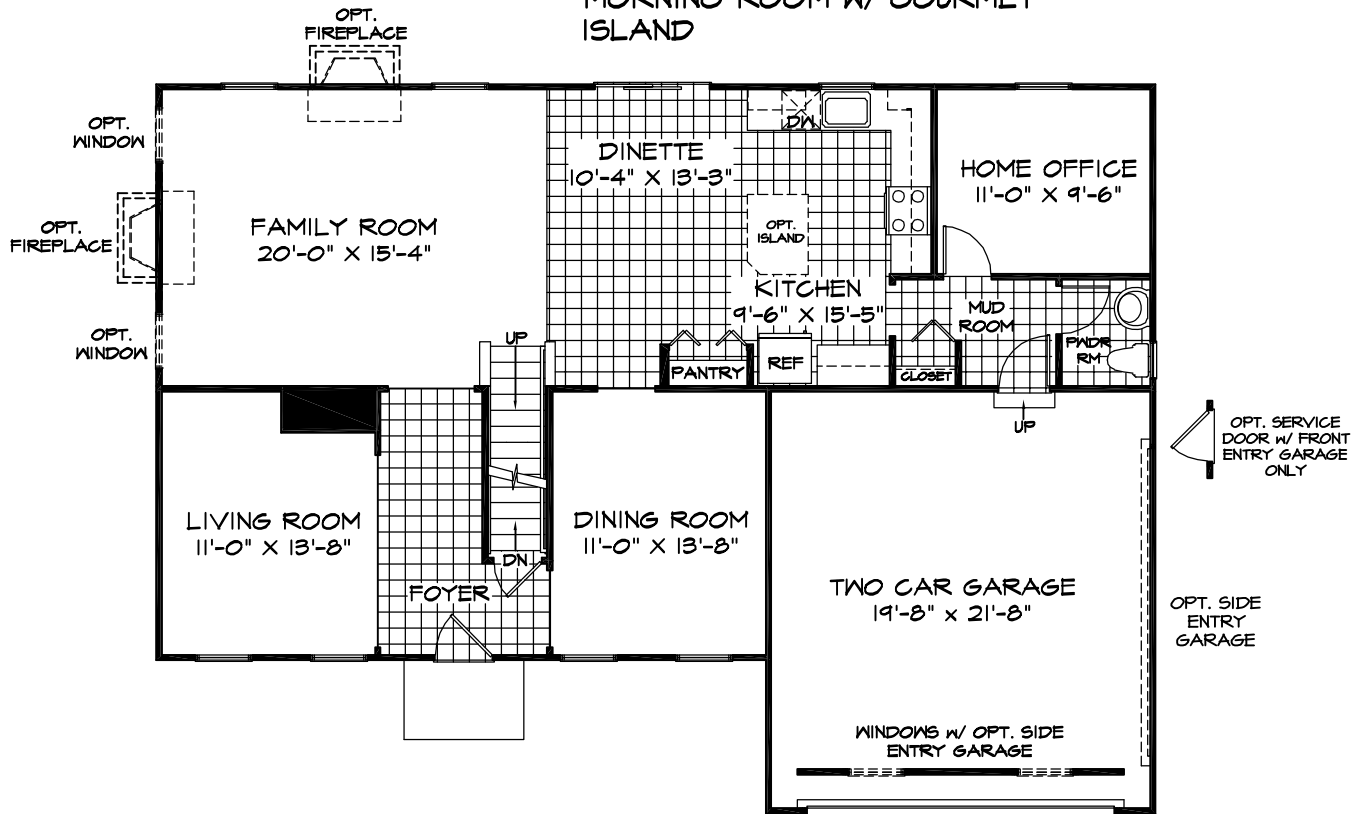 MORNING ROOM W/ GOURMET
ISLAND
OPT.
FIREPLACE
OPT.
WINDOW
OPT.
FIREPLACE
OPT.
WINDOW
FAMILY ROOM
20'-0" X 15'-4"
DINETTE
10'-4" X 13'-3"
DW
OPT.
ISLAND
KITCHEN
9'-6" X 15'-5"
HOME OFFICE
11'-0" X 9'-6"
MUD
ROOM
PWDR
RM
UP
PANTRY
REF
CLOSET
UP
OPT. SERVICE
DOOR W/ FRONT
ENTRY GARAGE
ONLY
LIVING ROOM
11'-0" X 13'-8"
DN
FOYER
DINING ROOM
11'-0" X 13'-8"
TWO CAR GARAGE
19'-8" x 21'-8"
OPT. SIDE
ENTRY
GARAGE
WINDOWS W/ OPT. SIDE
ENTRY GARAGE